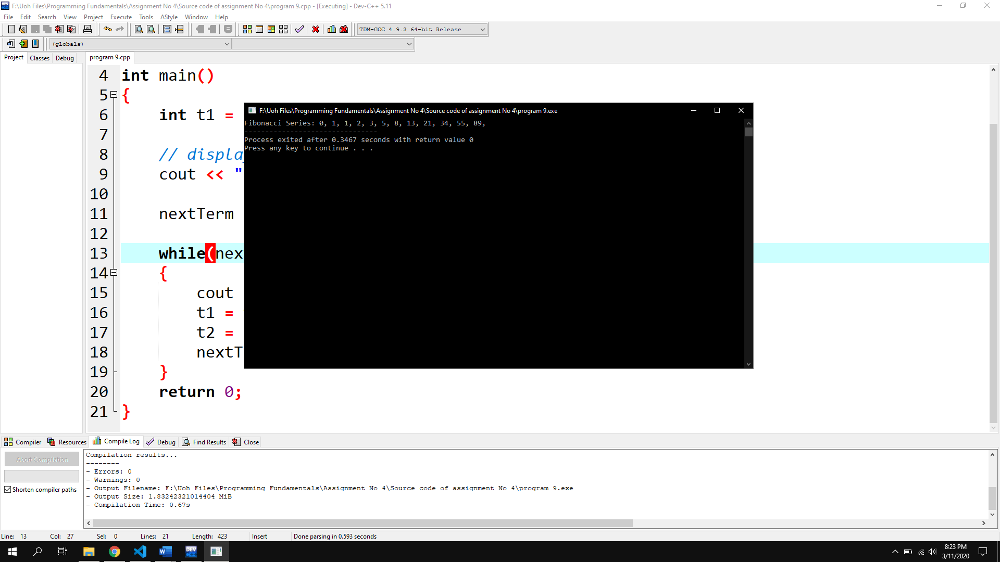 F:\Uoh Files\Programming Fundamentals\Assignment No 4\Source code of assignment No 4\program 9.cpp - [Executing] - Dev-C++ 5.11
File Edit Search View Project Execute Tools AStyle Window Help
TDM-GCC 4.9.2 64-bit Release
(globals)
Project Classes Debug
program 9.cpp
4 int main()
5 {
6 int t1 =
7
8 // displa
9 cout << "
10
11 nextTerm
12
13 while(nex
14 {
15 cout
16 t1 =
17 t2 =
18 nextT
19 }
20 return 0;
21 }
F:\Uoh Files\Programming Fundamentals\Assignment No 4\Source code of assignment No 4\program 9.exe
Fibonacci Series: 0, 1, 1, 2, 3, 5, 8, 13, 21, 34, 55, 89,
--------------------------------
Process exited after 0.3467 seconds with return value 0
Press any key to continue . . .
Compiler Resources Compile Log Debug Find Results Close
Abort Compilation
Shorten compiler paths
Compilation results...
--------
- Errors: 0
- Warnings: 0
- Output Filename: F:\Uoh Files\Programming Fundamentals\Assignment No 4\Source code of assignment No 4\program 9.exe
- Output Size: 1.83242321014404 MiB
- Compilation Time: 0.67s
Line: 13 Col: 27 Sel: 0 Lines: 21 Length: 423 Insert Done parsing in 0.593 seconds
8:23 PM
3/11/2020